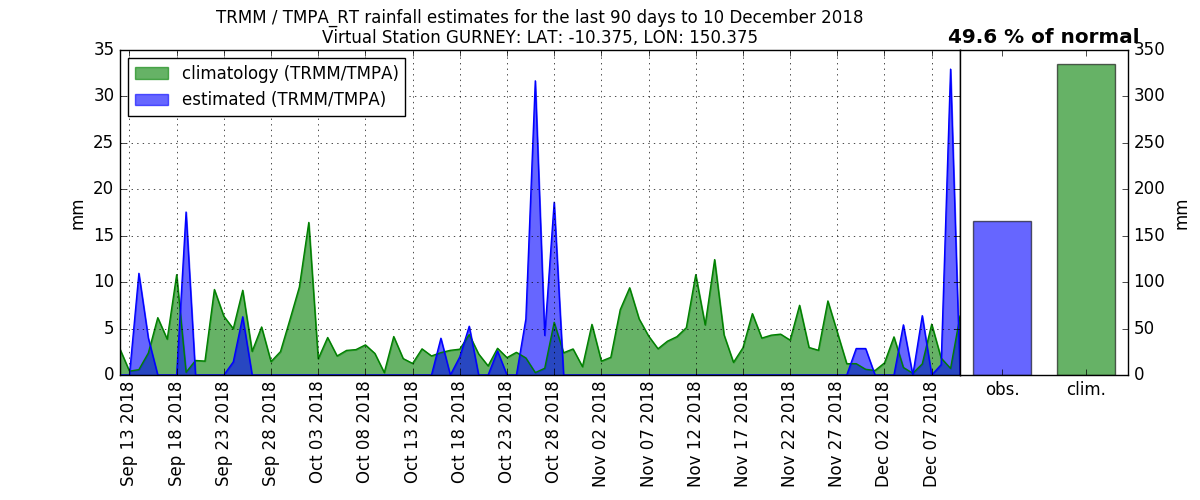 TRMM / TMPA_RT rainfall estimates for the last 90 days to 10 December 2018
Virtual Station GURNEY: LAT: -10.375, LON: 150.375
49.6 % of normal
climatology (TRMM/TMPA)
estimated (TRMM/TMPA)
mm
35
30
25
20
15
10
5
0
350
300
250
200
150
100
50
0
mm
Sep 13 2018
Sep 18 2018
Sep 23 2018
Sep 28 2018
Oct 03 2018
Oct 08 2018
Oct 13 2018
Oct 18 2018
Oct 23 2018
Oct 28 2018
Nov 02 2018
Nov 07 2018
Nov 12 2018
Nov 17 2018
Nov 22 2018
Nov 27 2018
Dec 02 2018
Dec 07 2018
obs.
clim.